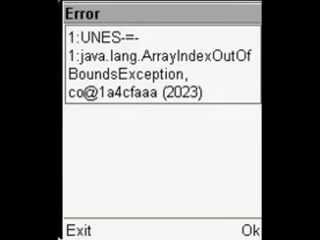 Error
1:UNES-=-
1:java.lang.ArrayIndexOutOf
BoundsException,
co@1a4cfaaa (2023)
Exit Ok